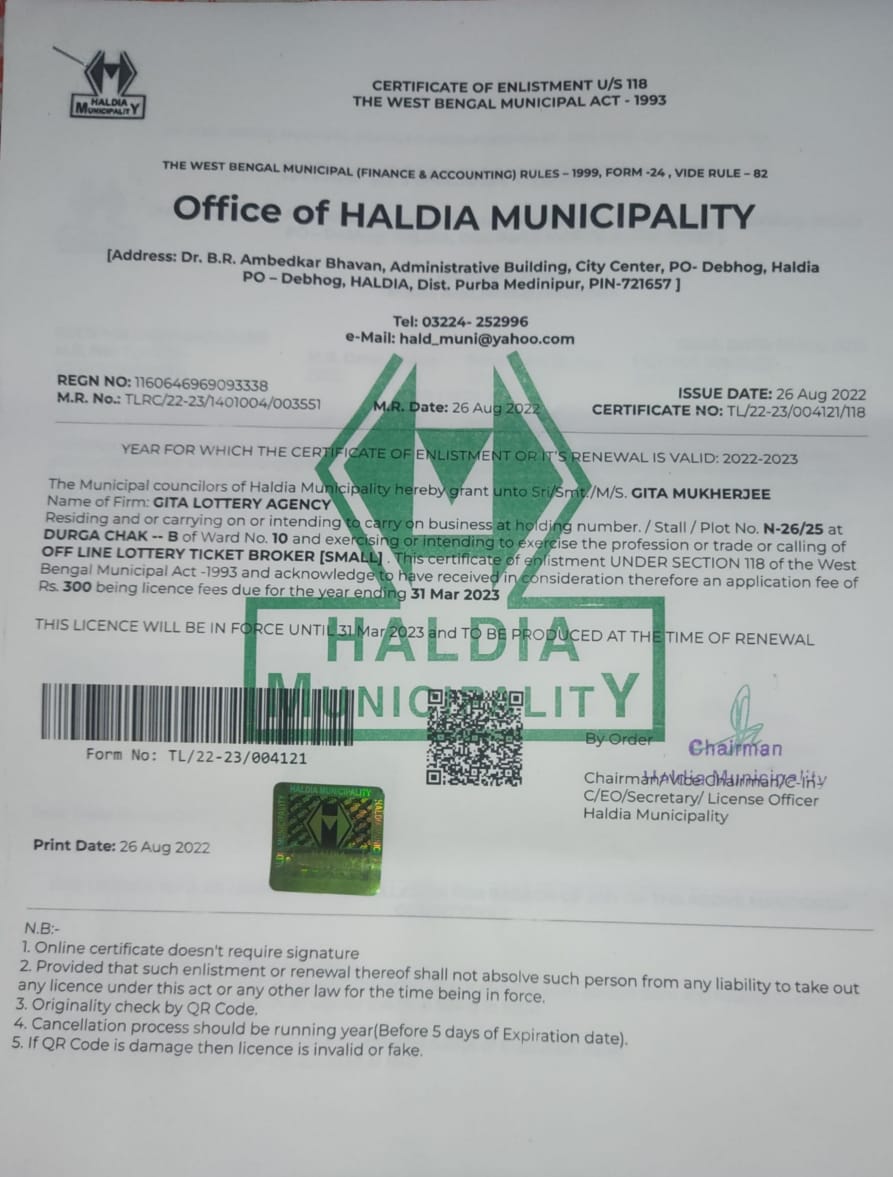 HALDIA
MUNICIPALITY
CERTIFICATE OF ENLISTMENT U/S 118
THE WEST BENGAL MUNICIPAL ACT - 1993
THE WEST BENGAL MUNICIPAL (FINANCE & ACCOUNTING) RULES – 1999, FORM -24 , VIDE RULE – 82
Office of HALDIA MUNICIPALITY
[Address: Dr. B.R. Ambedkar Bhavan, Administrative Building, City Center, PO- Debhog, Haldia
PO – Debhog, HALDIA, Dist. Purba Medinipur, PIN-721657 ]
Tel: 03224- 252996
e-Mail: hald_muni@yahoo.com
REGN NO: 1160646969093338
M.R. No.: TLRC/22-23/1401004/003551
M.R. Date: 26 Aug 2022
ISSUE DATE: 26 Aug 2022
CERTIFICATE NO: TL/22-23/004121/118
YEAR FOR WHICH THE CERTIFICATE OF ENLISTMENT OR IT'S RENEWAL IS VALID: 2022-2023
The Municipal councilors of Haldia Municipality hereby grant unto Sri/Smt./M/S. GITA MUKHERJEE
Name of Firm: GITA LOTTERY AGENCY
Residing and or carrying on or intending to carry on business at holding number. / Stall / Plot No. N-26/25 at
DURGA CHAK -- B of Ward No. 10 and exercising or intending to exercise the profession or trade or calling of
OFF LINE LOTTERY TICKET BROKER [SMALL] . This certificate of enlistment UNDER SECTION 118 of the West
Bengal Municipal Act -1993 and acknowledge to have received in consideration therefore an application fee of
Rs. 300 being licence fees due for the year ending 31 Mar 2023
THIS LICENCE WILL BE IN FORCE UNTIL 31 Mar 2023 and TO BE PRODUCED AT THE TIME OF RENEWAL
HALDIA
MUNICIPALITY
Form No: TL/22-23/004121
By Order
Chairman
Haldia Municipality
Chairman/Vice Chairman/C-In-
C/EO/Secretary/ License Officer
Haldia Municipality
HALDIA MUNICIPALITY
Print Date: 26 Aug 2022
N.B:-
1. Online certificate doesn't require signature
2. Provided that such enlistment or renewal thereof shall not absolve such person from any liability to take out
any licence under this act or any other law for the time being in force.
3. Originality check by QR Code.
4. Cancellation process should be running year(Before 5 days of Expiration date).
5. If QR Code is damage then licence is invalid or fake.